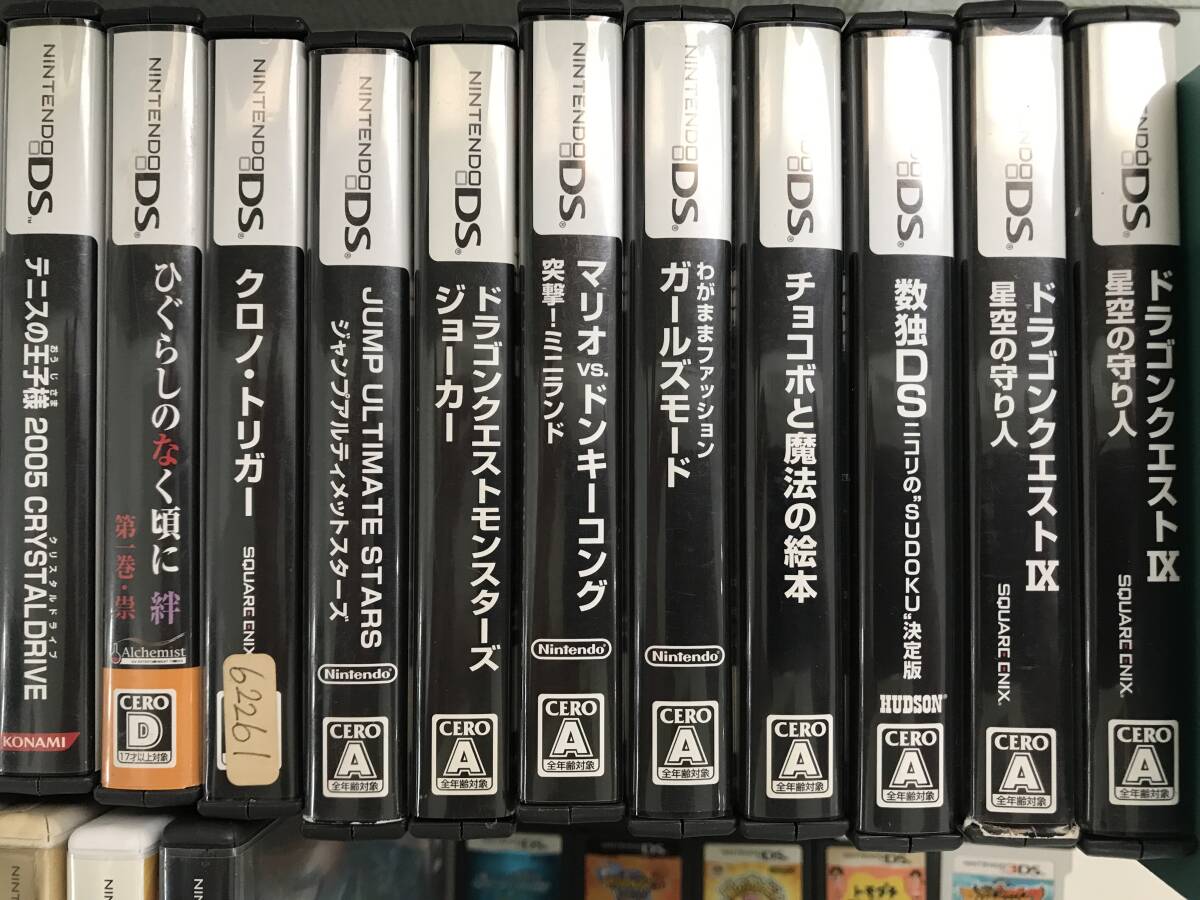 NINTENDO DS™
テニスの王子様 2005 CRYSTAL DRIVE
おうじさま
クリスタルドライブ
KONAMI
NINTENDO DS®
ひぐらしのなく頃に 絆
第一巻・祟
Alchemist
CERO
D
17才以上対象
NINTENDO DS®
クロノ・トリガー
SQUARE ENIX
62261
NINTENDO DS®
JUMP ULTIMATE STARS
ジャンプアルティメットスターズ
Nintendo®
CERO
A
全年齢対象
NINTENDO DS®
ドラゴンクエストモンスターズ
ジョーカー
CERO
A
全年齢対象
NINTENDO DS®
マリオ vs. ドンキーコング
突撃!ミニランド
Nintendo®
CERO
A
全年齢対象
NINTENDO DS®
わがままファッション
ガールズモード
Nintendo®
CERO
A
全年齢対象
DS®
チョコボと魔法の絵本
CERO
A
全年齢対象
DS®
数独DS ニコリの"SUDOKU"決定版
HUDSON®
CERO
A
全年齢対象
DS®
ドラゴンクエストIX
星空の守り人
SQUARE ENIX.
CERO
A
全年齢対象
DS®
ドラゴンクエストIX
星空の守り人
SQUARE ENIX.
CERO
A
全年齢対象
3DS